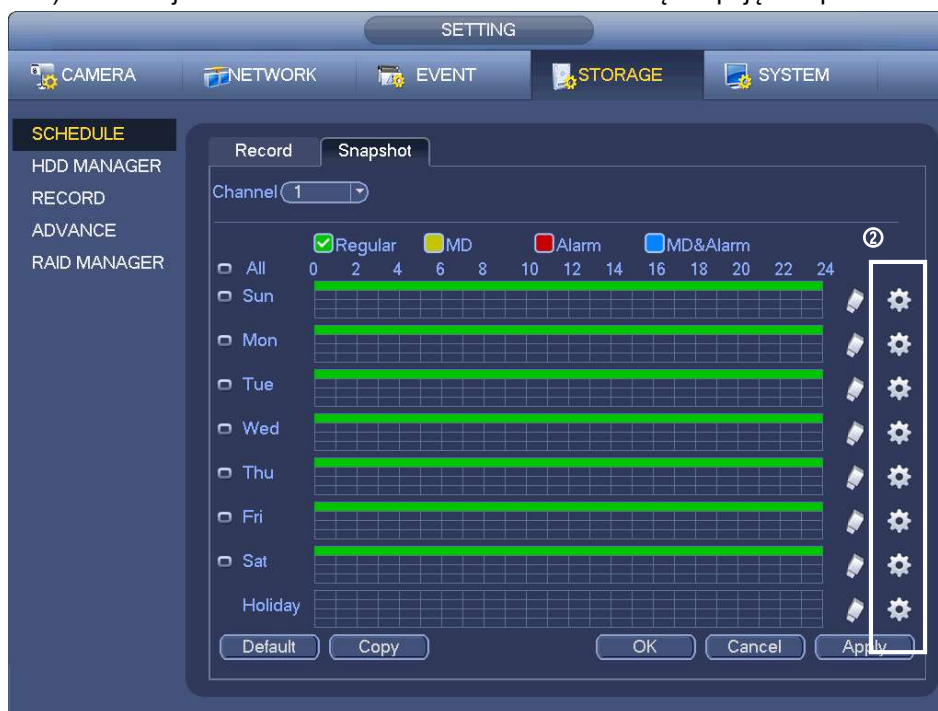 SETTING
CAMERA NETWORK EVENT STORAGE SYSTEM
SCHEDULE
HDD MANAGER
RECORD
ADVANCE
RAID MANAGER
Record Snapshot
Channel 1
Regular MD Alarm MD&Alarm ②
All 0 2 4 6 8 10 12 14 16 18 20 22 24
Sun
Mon
Tue
Wed
Thu
Fri
Sat
Holiday
Default Copy OK Cancel Apply